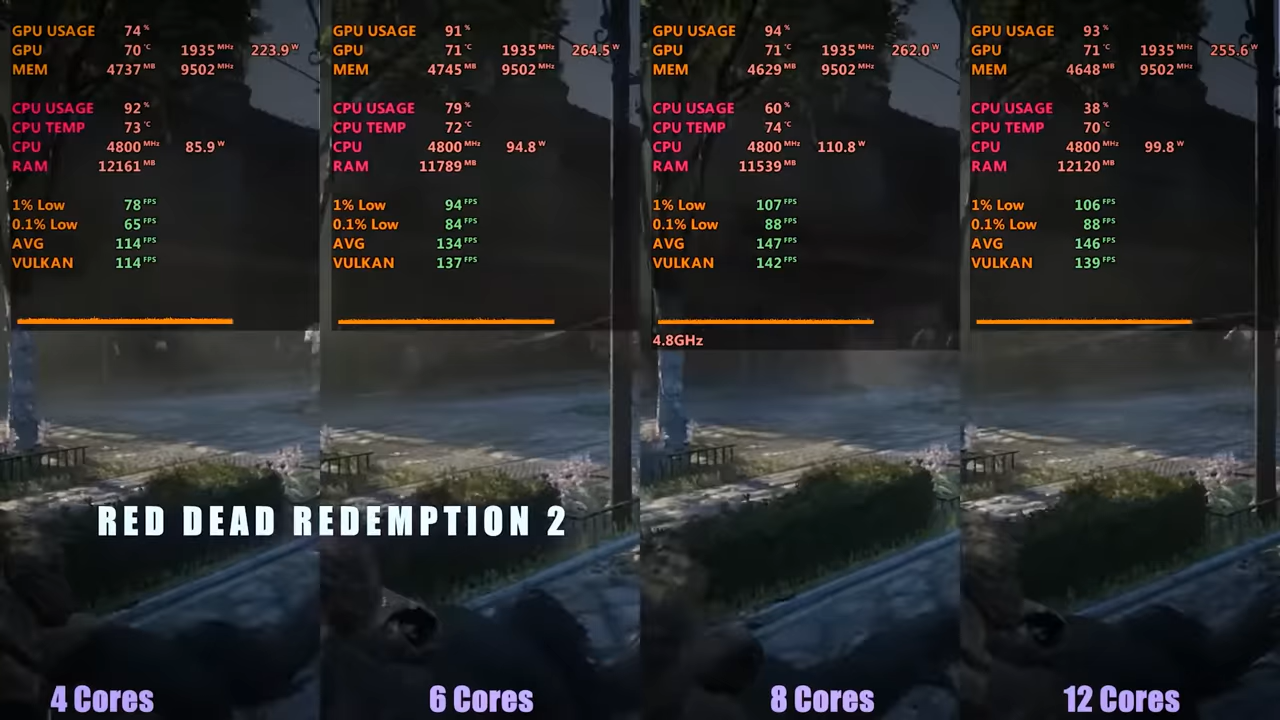 GPU USAGE 74 %
GPU 70 °C 1935 MHz 223.9 W
MEM 4737 MB 9502 MHz
CPU USAGE 92 %
CPU TEMP 73 °C
CPU 4800 MHz 85.9 W
RAM 12161 MB
1% Low 78 FPS
0.1% Low 65 FPS
AVG 114 FPS
VULKAN 114 FPS
GPU USAGE 91 %
GPU 71 °C 1935 MHz 264.5 W
MEM 4745 MB 9502 MHz
CPU USAGE 79 %
CPU TEMP 72 °C
CPU 4800 MHz 94.8 W
RAM 11789 MB
1% Low 94 FPS
0.1% Low 84 FPS
AVG 134 FPS
VULKAN 137 FPS
GPU USAGE 94 %
GPU 71 °C 1935 MHz 262.0 W
MEM 4629 MB 9502 MHz
CPU USAGE 60 %
CPU TEMP 74 °C
CPU 4800 MHz 110.8 W
RAM 11539 MB
1% Low 107 FPS
0.1% Low 88 FPS
AVG 147 FPS
VULKAN 142 FPS
4.8GHz
GPU USAGE 93 %
GPU 71 °C 1935 MHz 255.6 W
MEM 4648 MB 9502 MHz
CPU USAGE 38 %
CPU TEMP 70 °C
CPU 4800 MHz 99.8 W
RAM 12120 MB
1% Low 106 FPS
0.1% Low 88 FPS
AVG 146 FPS
VULKAN 139 FPS
RED DEAD REDEMPTION 2
4 Cores
6 Cores
8 Cores
12 Cores